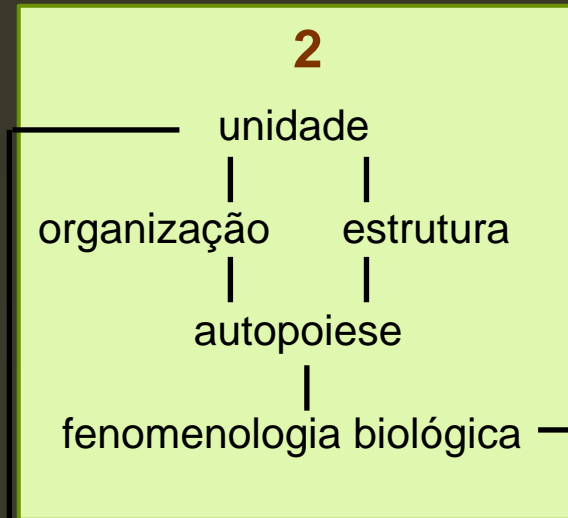 2
unidade
organização estrutura
autopoiese
fenomenologia biológica